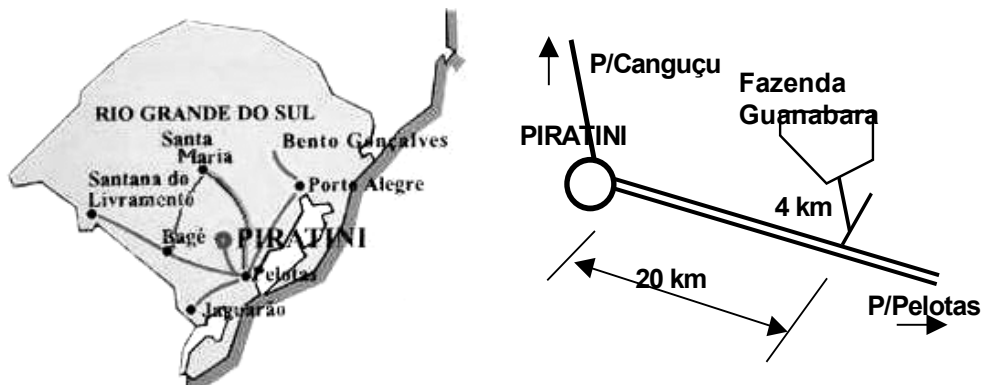 RIO GRANDE DO SUL
Santa
Maria
Bento Gonçalves
Santana do
Livramento
Porto Alegre
Bagé
PIRATINI
Pelotas
Jaguarão
P/Canguçu
Fazenda
Guanabara
PIRATINI
4 km
20 km
P/Pelotas